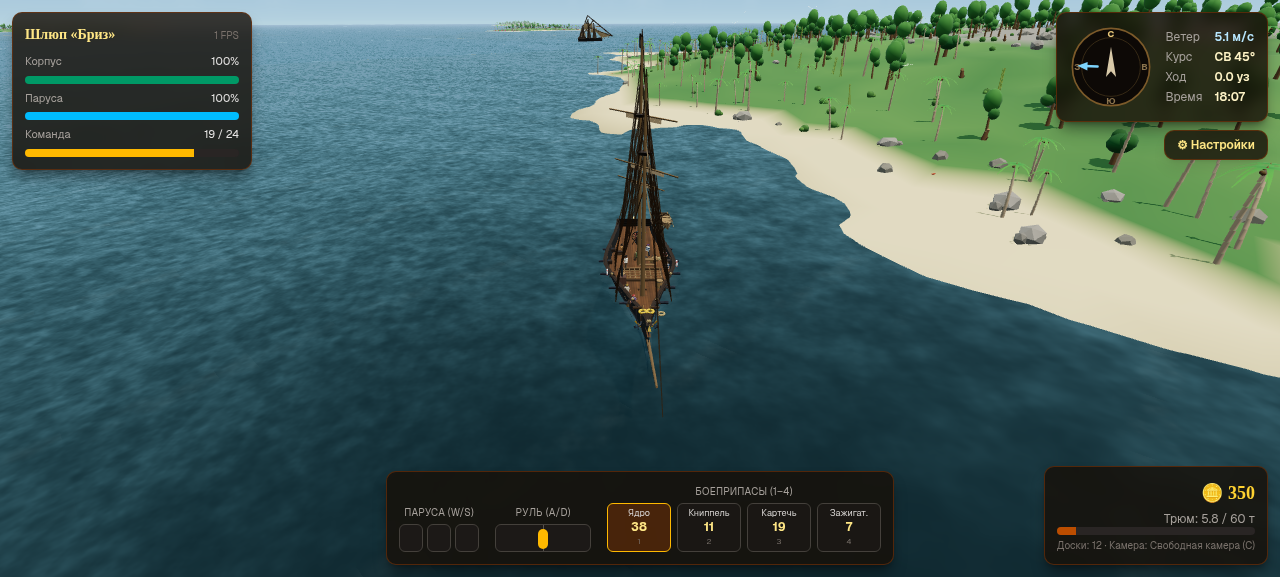 Шлюп «Бриз»
1 FPS
Корпус 100%
Паруса 100%
Команда 19 / 24
С
З В
Ю
Ветер 5.1 м/с
Курс СВ 45°
Ход 0.0 уз
Время 18:07
⚙ Настройки
БОЕПРИПАСЫ (1–4)
ПАРУСА (W/S)
РУЛЬ (A/D)
Ядро
38
1
Книппель
11
2
Картечь
19
3
Зажигат.
7
4
350
Трюм: 5.8 / 60 т
Доски: 12 · Камера: Свободная камера (C)